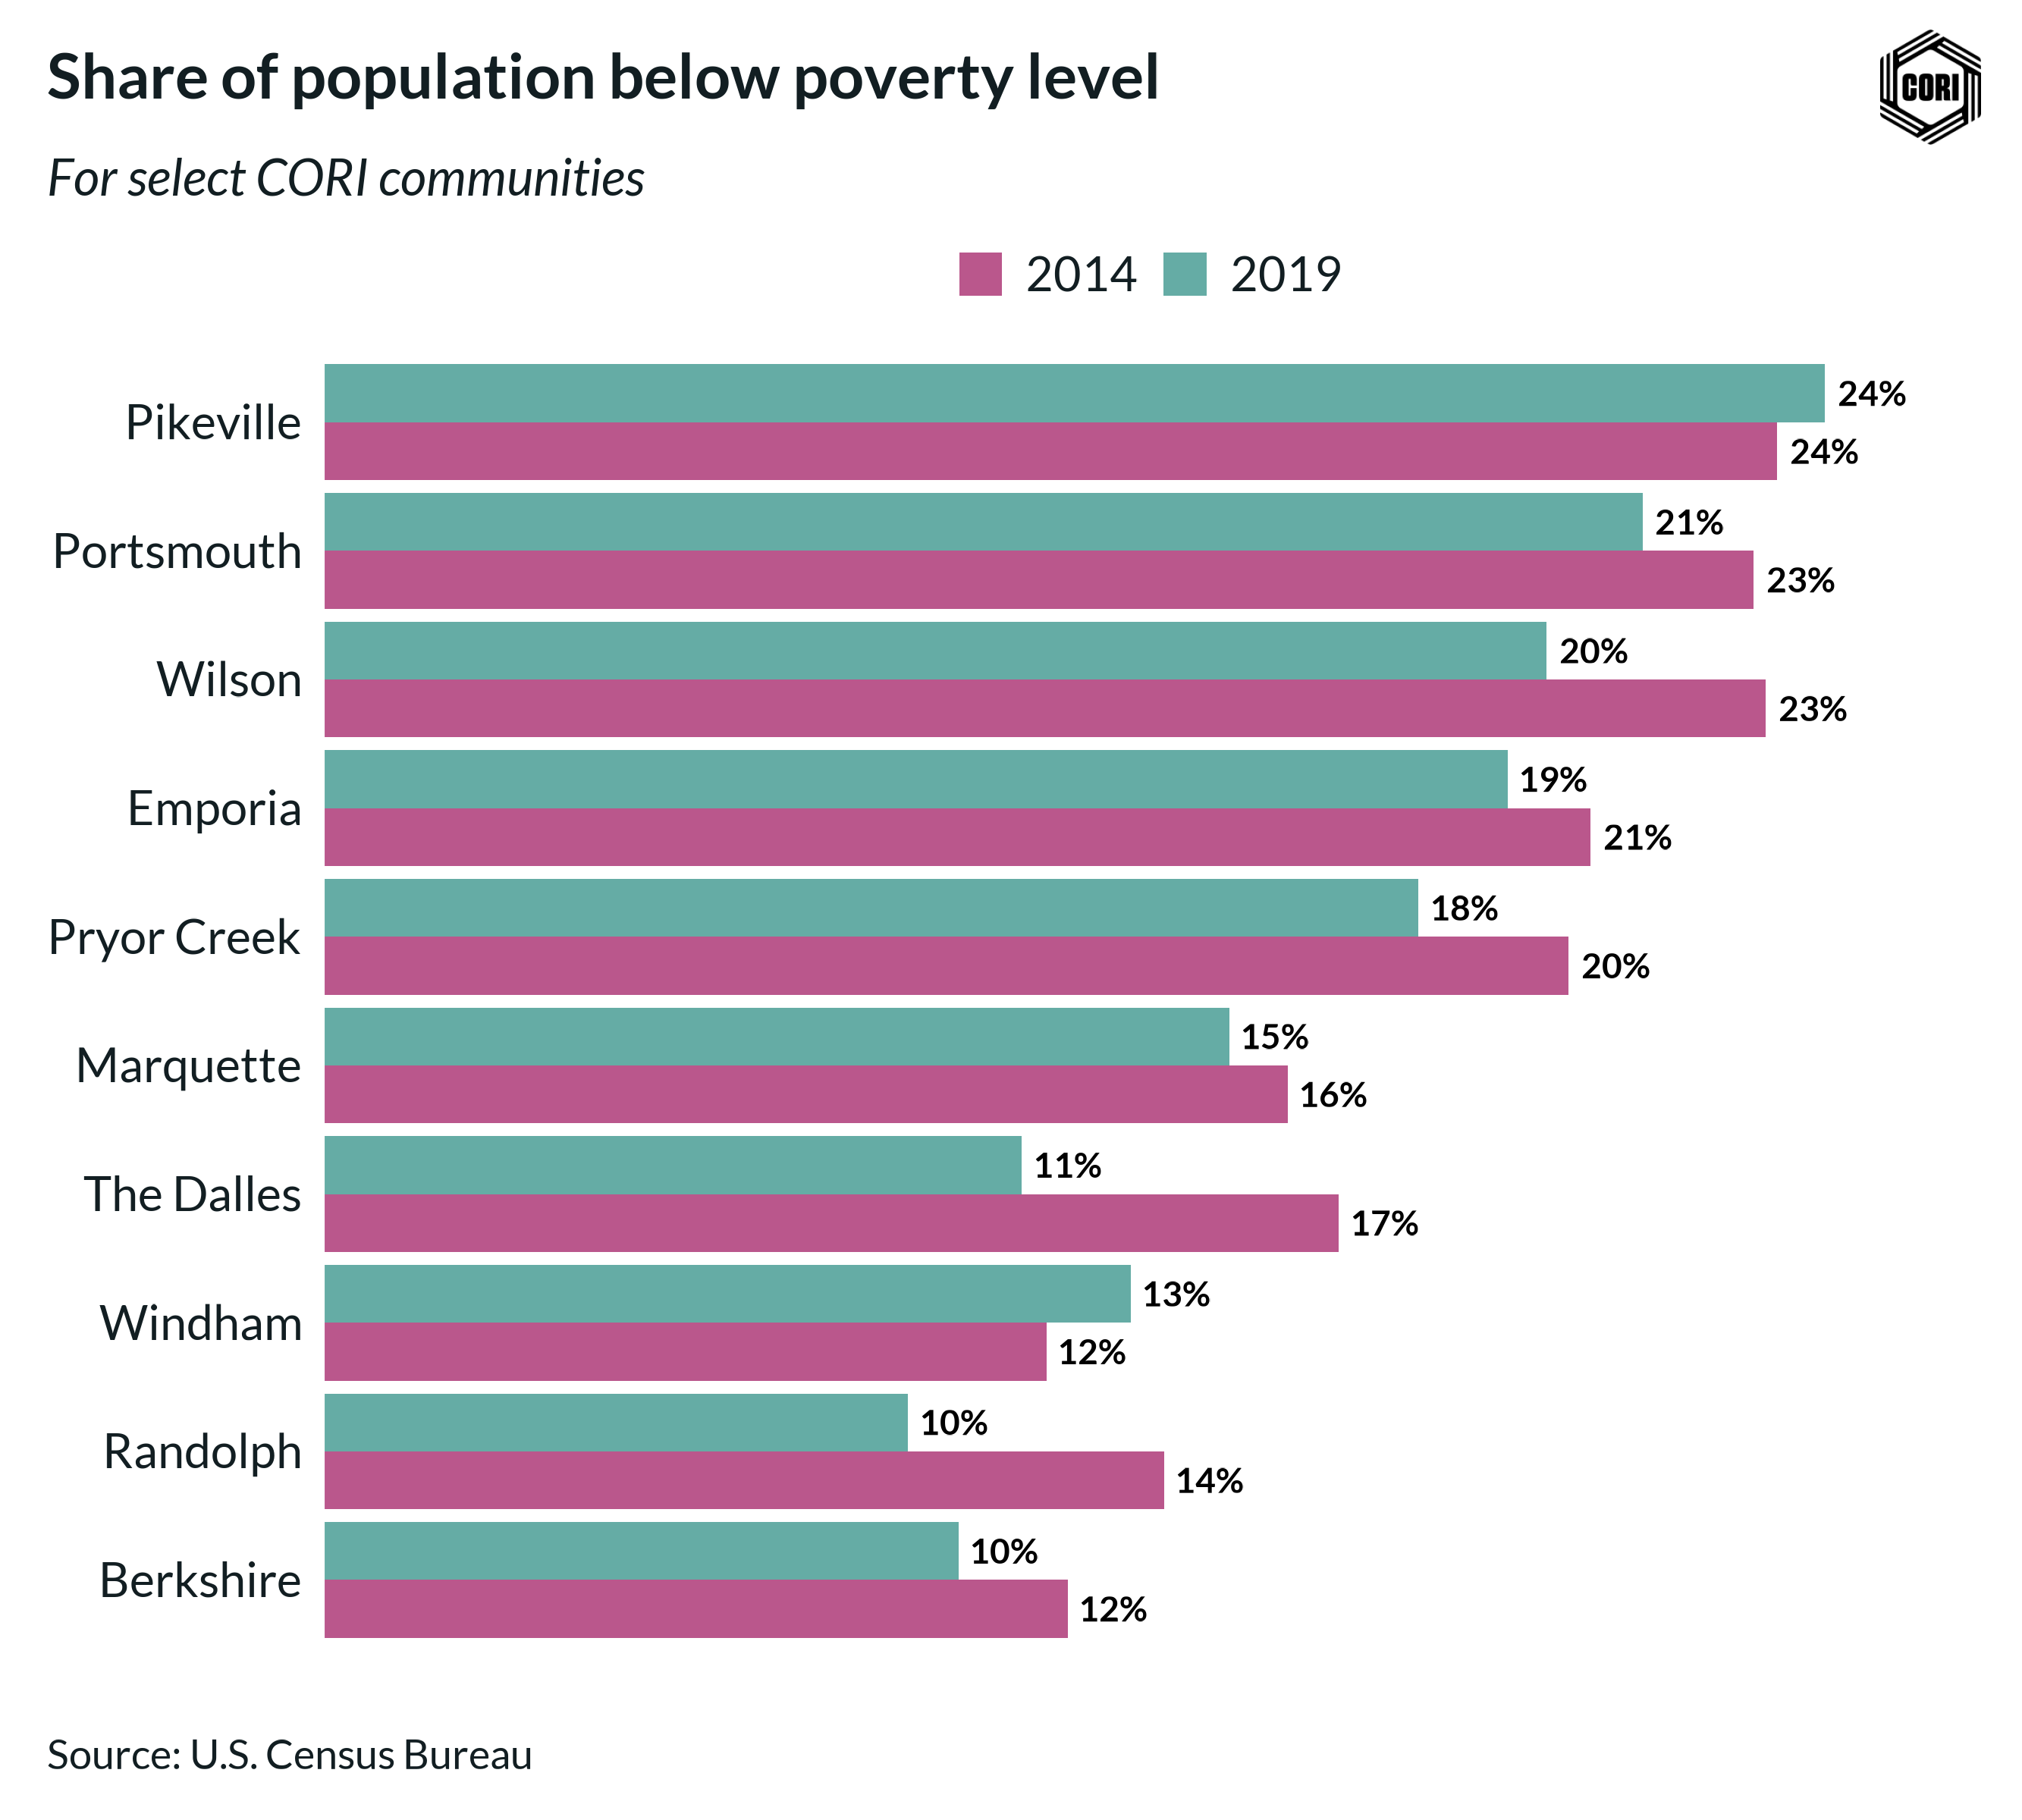 Share of population below poverty level
CORI
For select CORI communities
2014 2019
Pikeville
24%
24%
Portsmouth
21%
23%
Wilson
20%
23%
Emporia
19%
21%
Pryor Creek
18%
20%
Marquette
15%
16%
The Dalles
11%
17%
Windham
13%
12%
Randolph
10%
14%
Berkshire
10%
12%
Source: U.S. Census Bureau